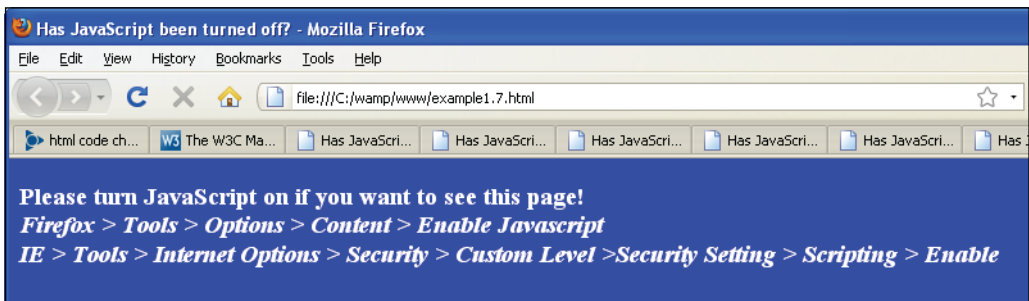 Has JavaScript been turned off? - Mozilla Firefox
File Edit View History Bookmarks Tools Help
file:///C:/wamp/www/example1.7.html
html code ch... W3 The W3C Ma... Has JavaScri... Has JavaScri... Has JavaScri... Has JavaScri... Has JavaScri... Has
Please turn JavaScript on if you want to see this page!
Firefox > Tools > Options > Content > Enable Javascript
IE > Tools > Internet Options > Security > Custom Level >Security Setting > Scripting > Enable